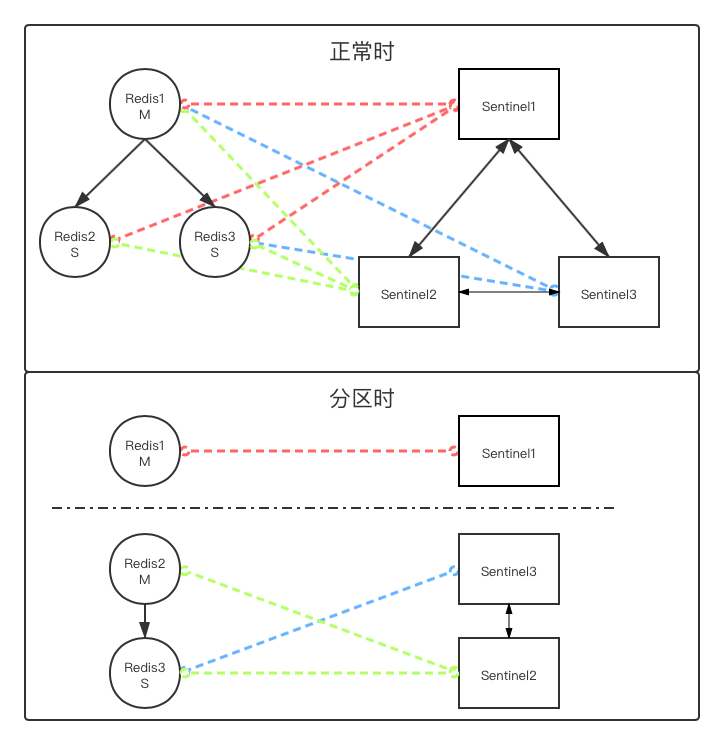 正常时
Redis1
M
Sentinel1
Redis2
S
Redis3
S
Sentinel2
Sentinel3
分区时
Redis1
M
Sentinel1
Redis2
M
Sentinel3
Redis3
S
Sentinel2